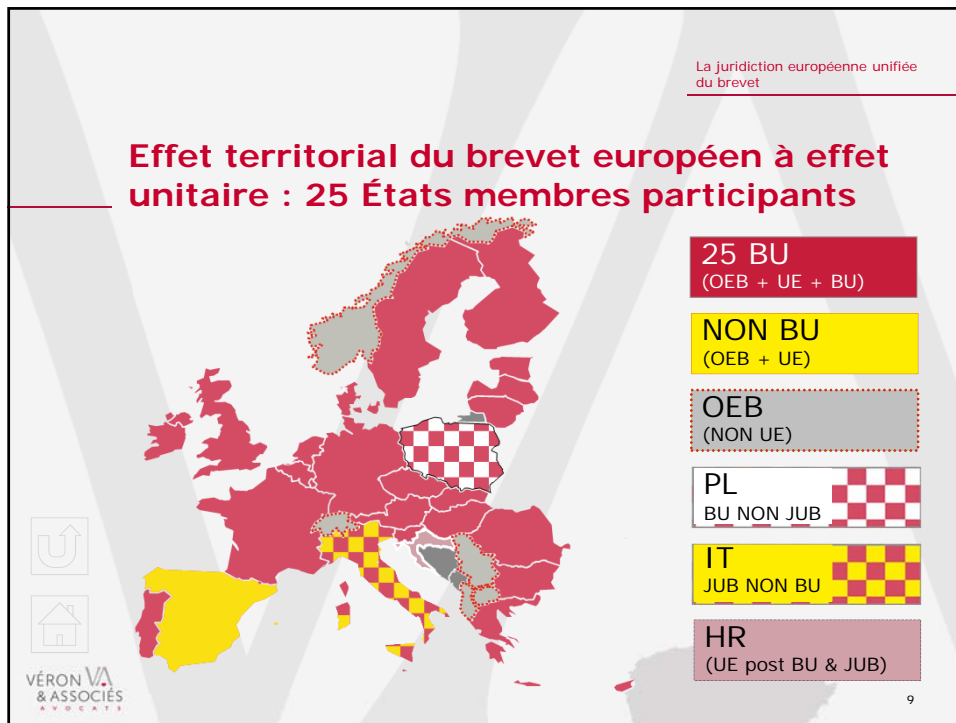 La juridiction européenne unifiée
du brevet
Effet territorial du brevet européen à effet
unitaire : 25 États membres participants
25 BU
(OEB + UE + BU)
NON BU
(OEB + UE)
OEB
(NON UE)
PL
BU NON JUB
IT
JUB NON BU
HR
(UE post BU & JUB)
VÉRON VA
& ASSOCIÉS
AVOCATS
9